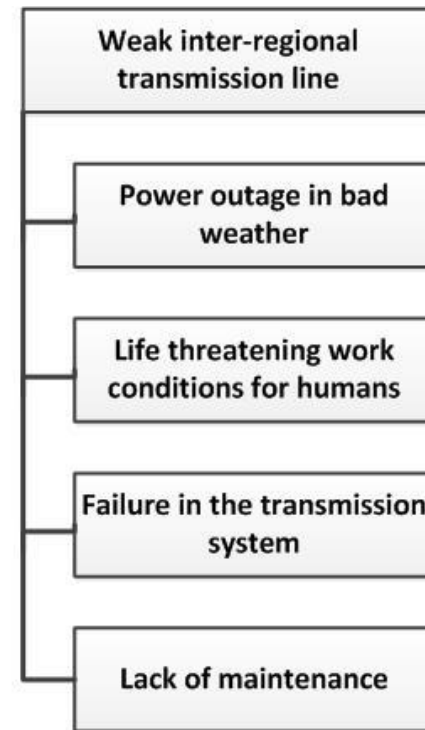 Weak inter-regional
transmission line
Power outage in bad
weather
Life threatening work
conditions for humans
Failure in the transmission
system
Lack of maintenance